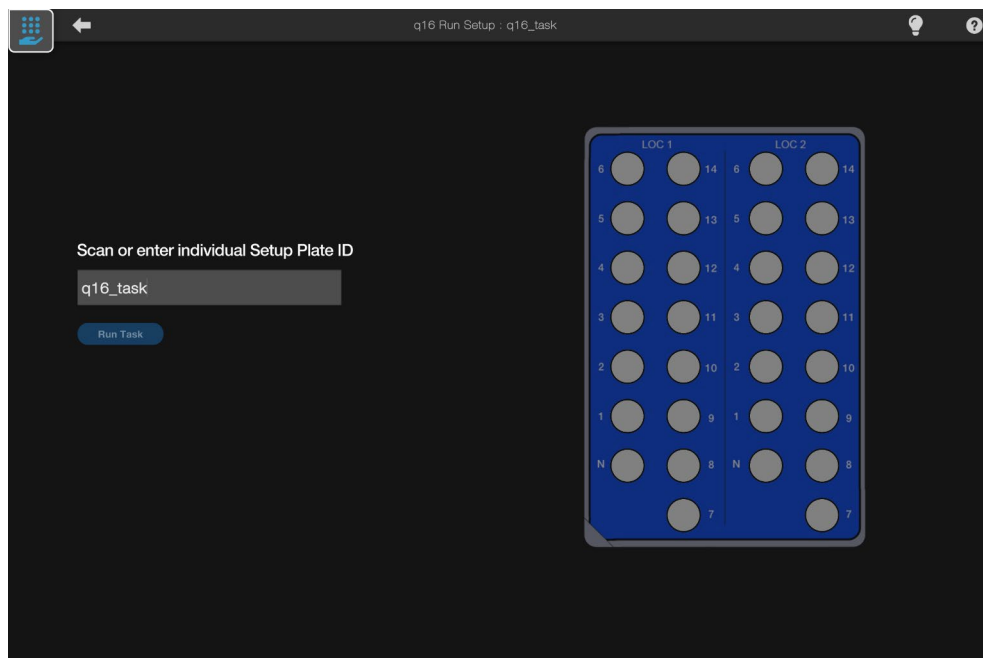 q16 Run Setup : q16_task
?
Scan or enter individual Setup Plate ID
q16_task
Run Task
LOC 1 LOC 2
6 14 6 14
5 13 5 13
4 12 4 12
3 11 3 11
2 10 2 10
1 9 1 9
N 8 N 8
7 7